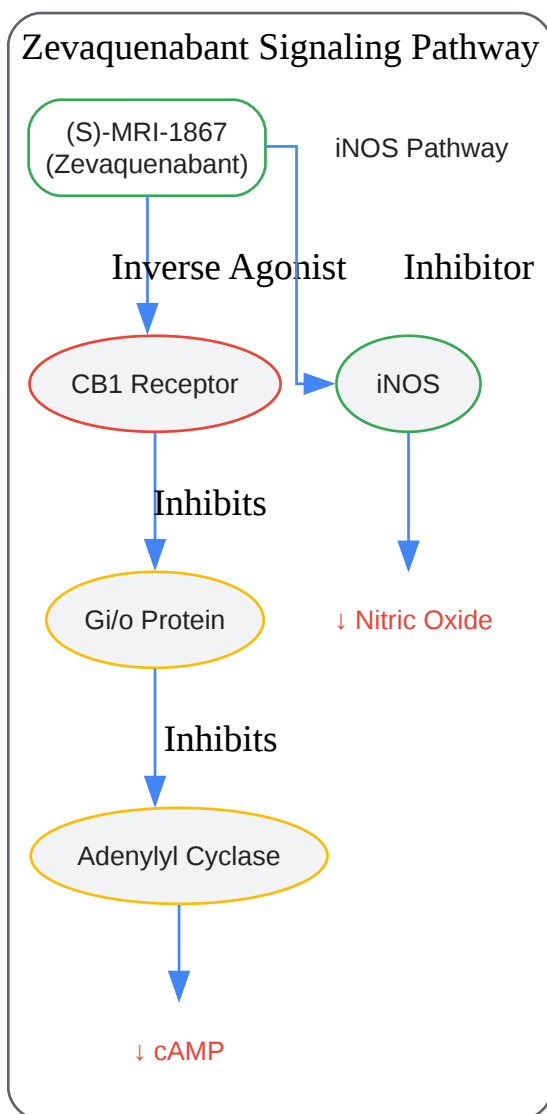 Zevaquenabant Signaling Pathway
(S)-MRI-1867
(Zevaquenabant)
iNOS Pathway
Inverse Agonist
Inhibitor
CB1 Receptor
iNOS
Inhibits
Gi/o Protein
↓ Nitric Oxide
Inhibits
Adenylyl Cyclase
↓ cAMP